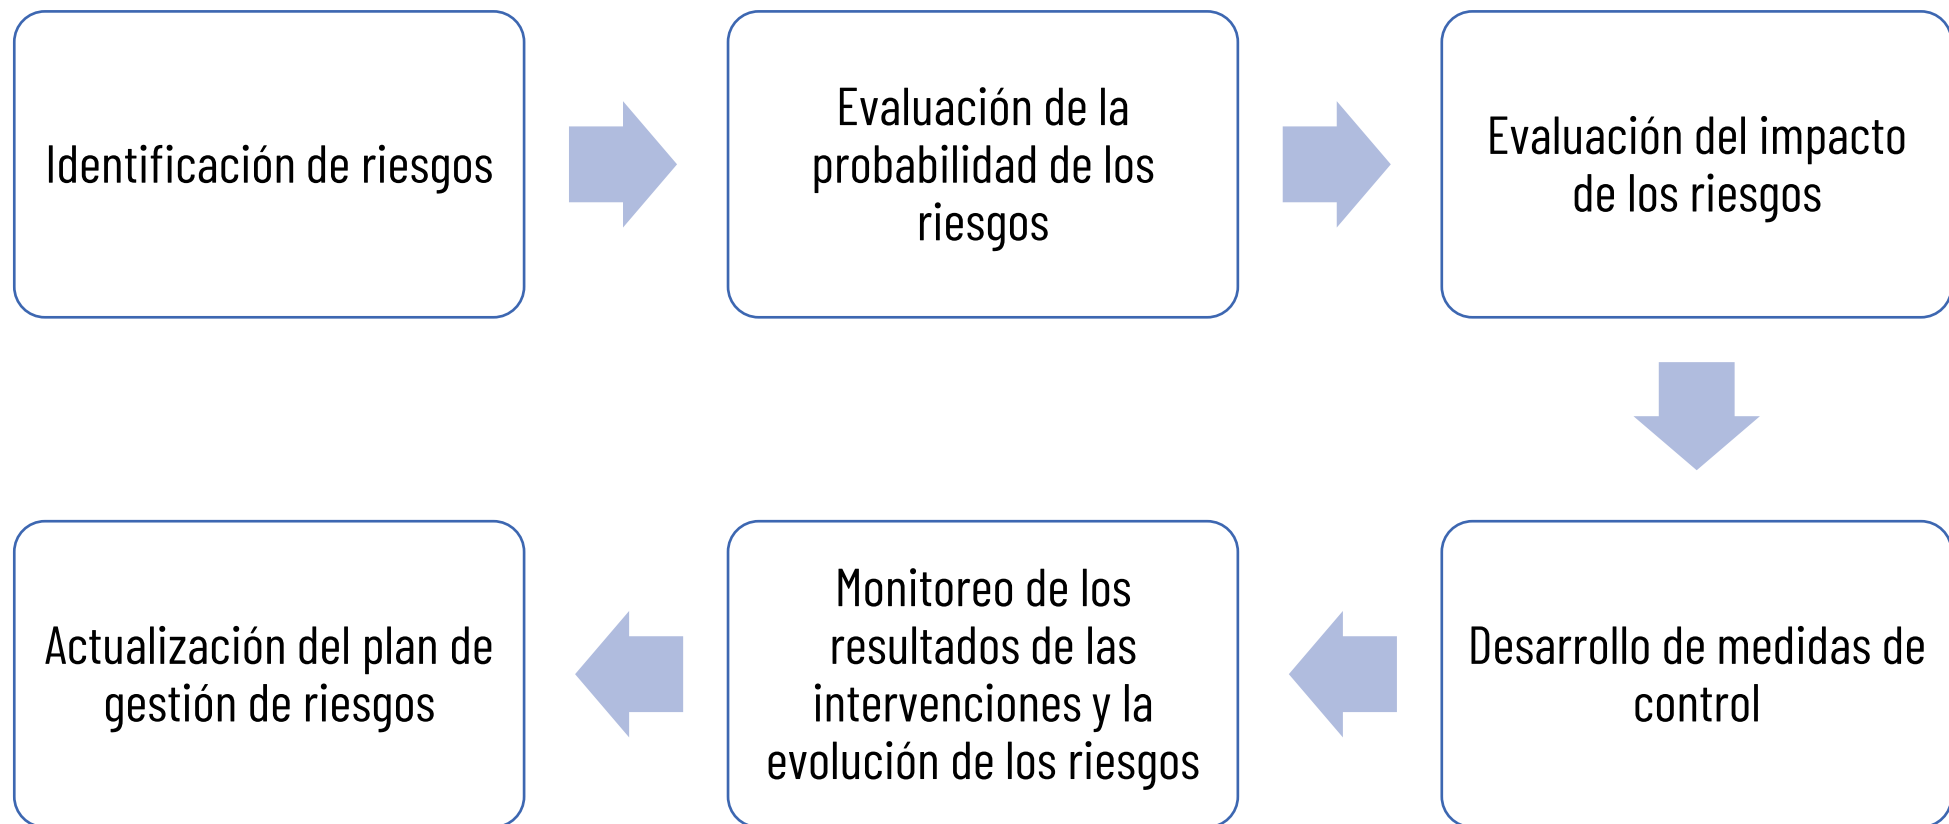 Identificación de riesgos
Evaluación de la
probabilidad de los
riesgos
Evaluación del impacto
de los riesgos
Desarrollo de medidas de
control
Monitoreo de los
resultados de las
intervenciones y la
evolución de los riesgos
Actualización del plan de
gestión de riesgos